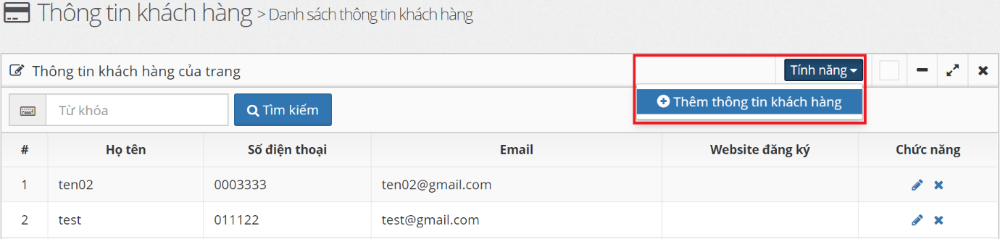 Thông tin khách hàng > Danh sách thông tin khách hàng
Thông tin khách hàng của trang Tính năng
Thêm thông tin khách hàng
Từ khóa Tìm kiếm
# Họ tên Số điện thoại Email Website đăng ký Chức năng
1 ten02 0003333 ten02@gmail.com
2 test 011122 test@gmail.com